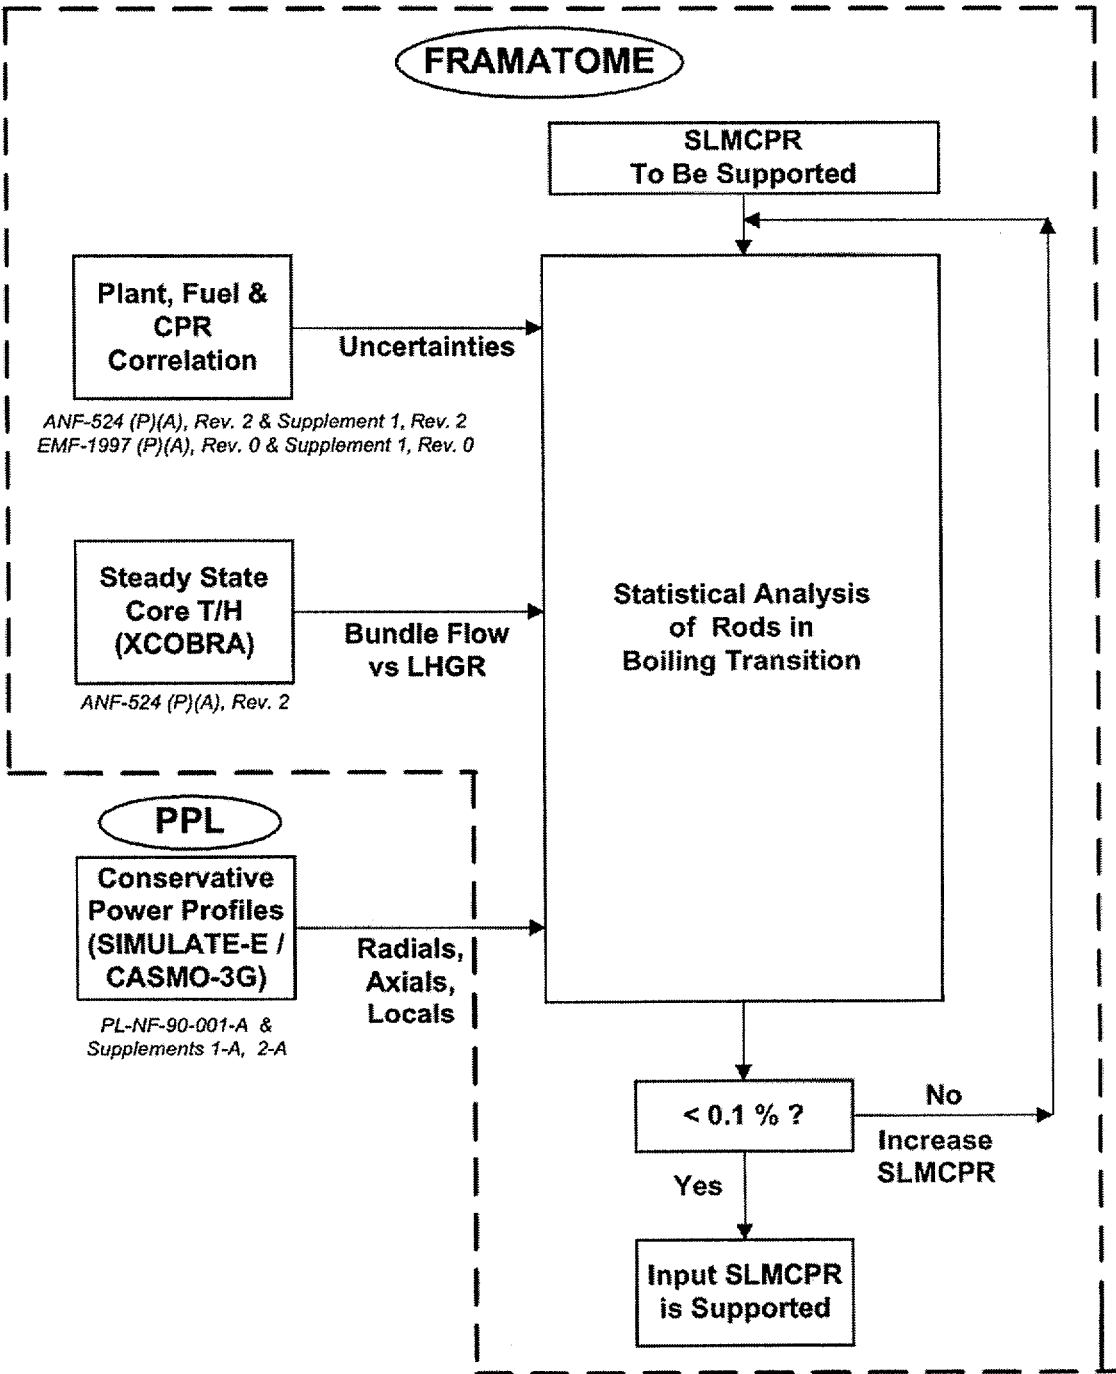 FRAMATOME
SLMCPR
To Be Supported
Plant, Fuel &
CPR
Correlation
Uncertainties
ANF-524 (P)(A), Rev. 2 & Supplement 1, Rev. 2
EMF-1997 (P)(A), Rev. 0 & Supplement 1, Rev. 0
Steady State
Core T/H
(XCOBRA)
Bundle Flow
vs LHGR
ANF-524 (P)(A), Rev. 2
Statistical Analysis
of Rods in
Boiling Transition
PPL
Conservative
Power Profiles
(SIMULATE-E /
CASMO-3G)
Radials,
Axials,
Locals
PL-NF-90-001-A &
Supplements 1-A, 2-A
< 0.1 % ?
No
Increase
SLMCPR
Yes
Input SLMCPR
is Supported